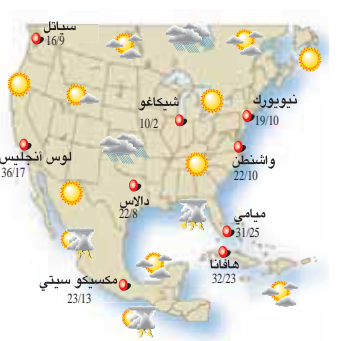 سياتل
16/9
نيويورك
19/10
شيكاغو
10/2
واشنطن
22/10
لوس انجليس
36/17
دالاس
22/8
ميامي
31/25
هافانا
32/23
مكسيكو سيتي
23/13